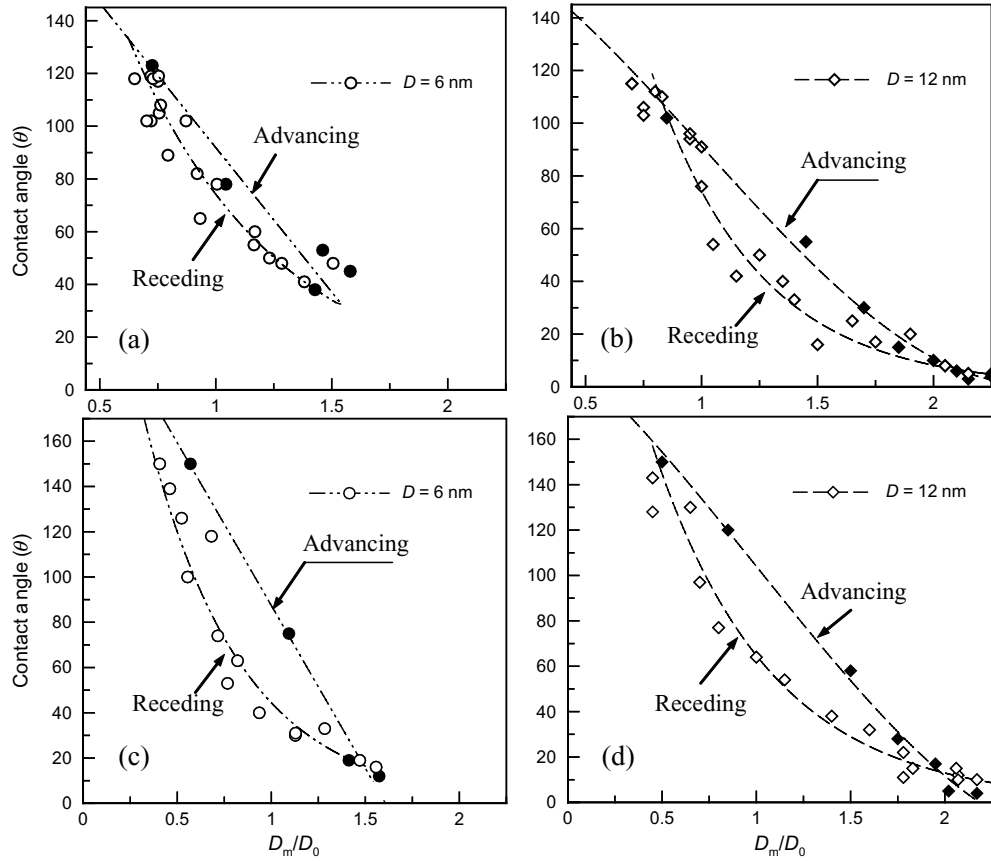 140
120
100
80
60
40
20
0
Contact angle (θ)
D = 6 nm
Advancing
Receding
(a)
0.5
1
1.5
2
140
120
100
80
60
40
20
0
D = 12 nm
Advancing
Receding
(b)
0.5
1
1.5
2
160
140
120
100
80
60
40
20
0
Contact angle (θ)
D = 6 nm
Advancing
Receding
(c)
0
0.5
1
1.5
2
Dm/D0
160
140
120
100
80
60
40
20
0
D = 12 nm
Advancing
Receding
(d)
0
0.5
1
1.5
2
Dm/D0